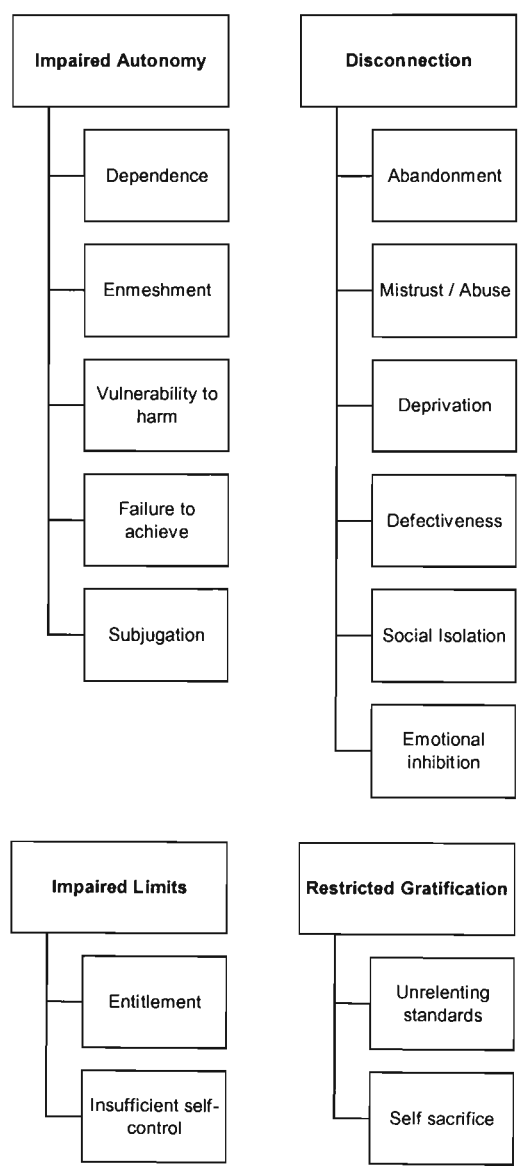 Impaired Autonomy
Dependence
Enmeshment
Vulnerability to
harm
Failure to
achieve
Subjugation
Disconnection
Abandonment
Mistrust / Abuse
Deprivation
Defectiveness
Social Isolation
Emotional
inhibition
Impaired Limits
Entitlement
Insufficient self-
control
Restricted Gratification
Unrelenting
standards
Self sacrifice